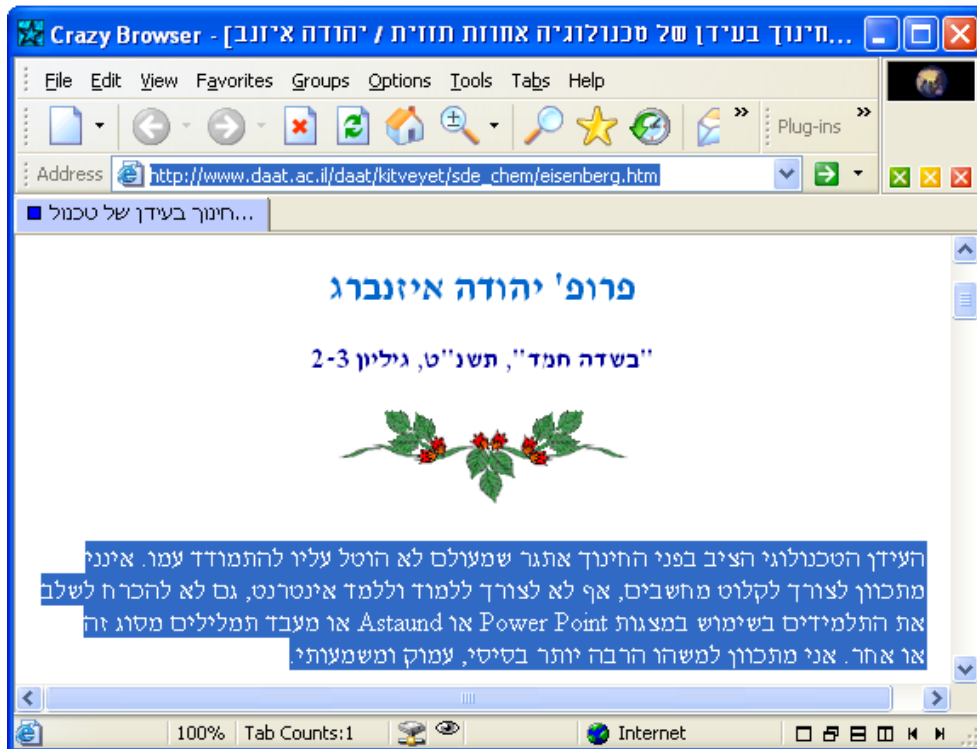 Crazy Browser - [חינוך בעידן של טכנולוגיה אחוזת תזזית / יהודה איזנב...
File Edit View Favorites Groups Options Tools Tabs Help
Plug-ins
Address http://www.daat.ac.il/daat/kitveyet/sde_chem/eisenberg.htm
חינוך בעידן של טכנול...
פרופ' יהודה איזנברג
"בשדה חמד", תשנ"ט, גיליון 2-3
העידן הטכנולוגי הציב בפני החינוך אתגר שמעולם לא הוטל עליו להתמודד עמו. אינני
מתכוון לצורך לקלוט מחשבים, אף לא לצורך ללמוד וללמד אינטרנט, גם לא להכרח לשלב
את התלמידים בשימוש במצגות Power Point או Astaund או מעבד תמלילים מסוג זה
או אחר. אני מתכוון למשהו הרבה יותר בסיסי, עמוק ומשמעותי.
100% Tab Counts:1 Internet